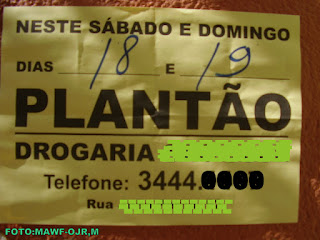 NESTE SÁBADO E DOMINGO
DIAS 18 E 19
PLANTÃO
DROGARIA
Telefone: 3444
Rua
FOTO:MAWF-OJR.M